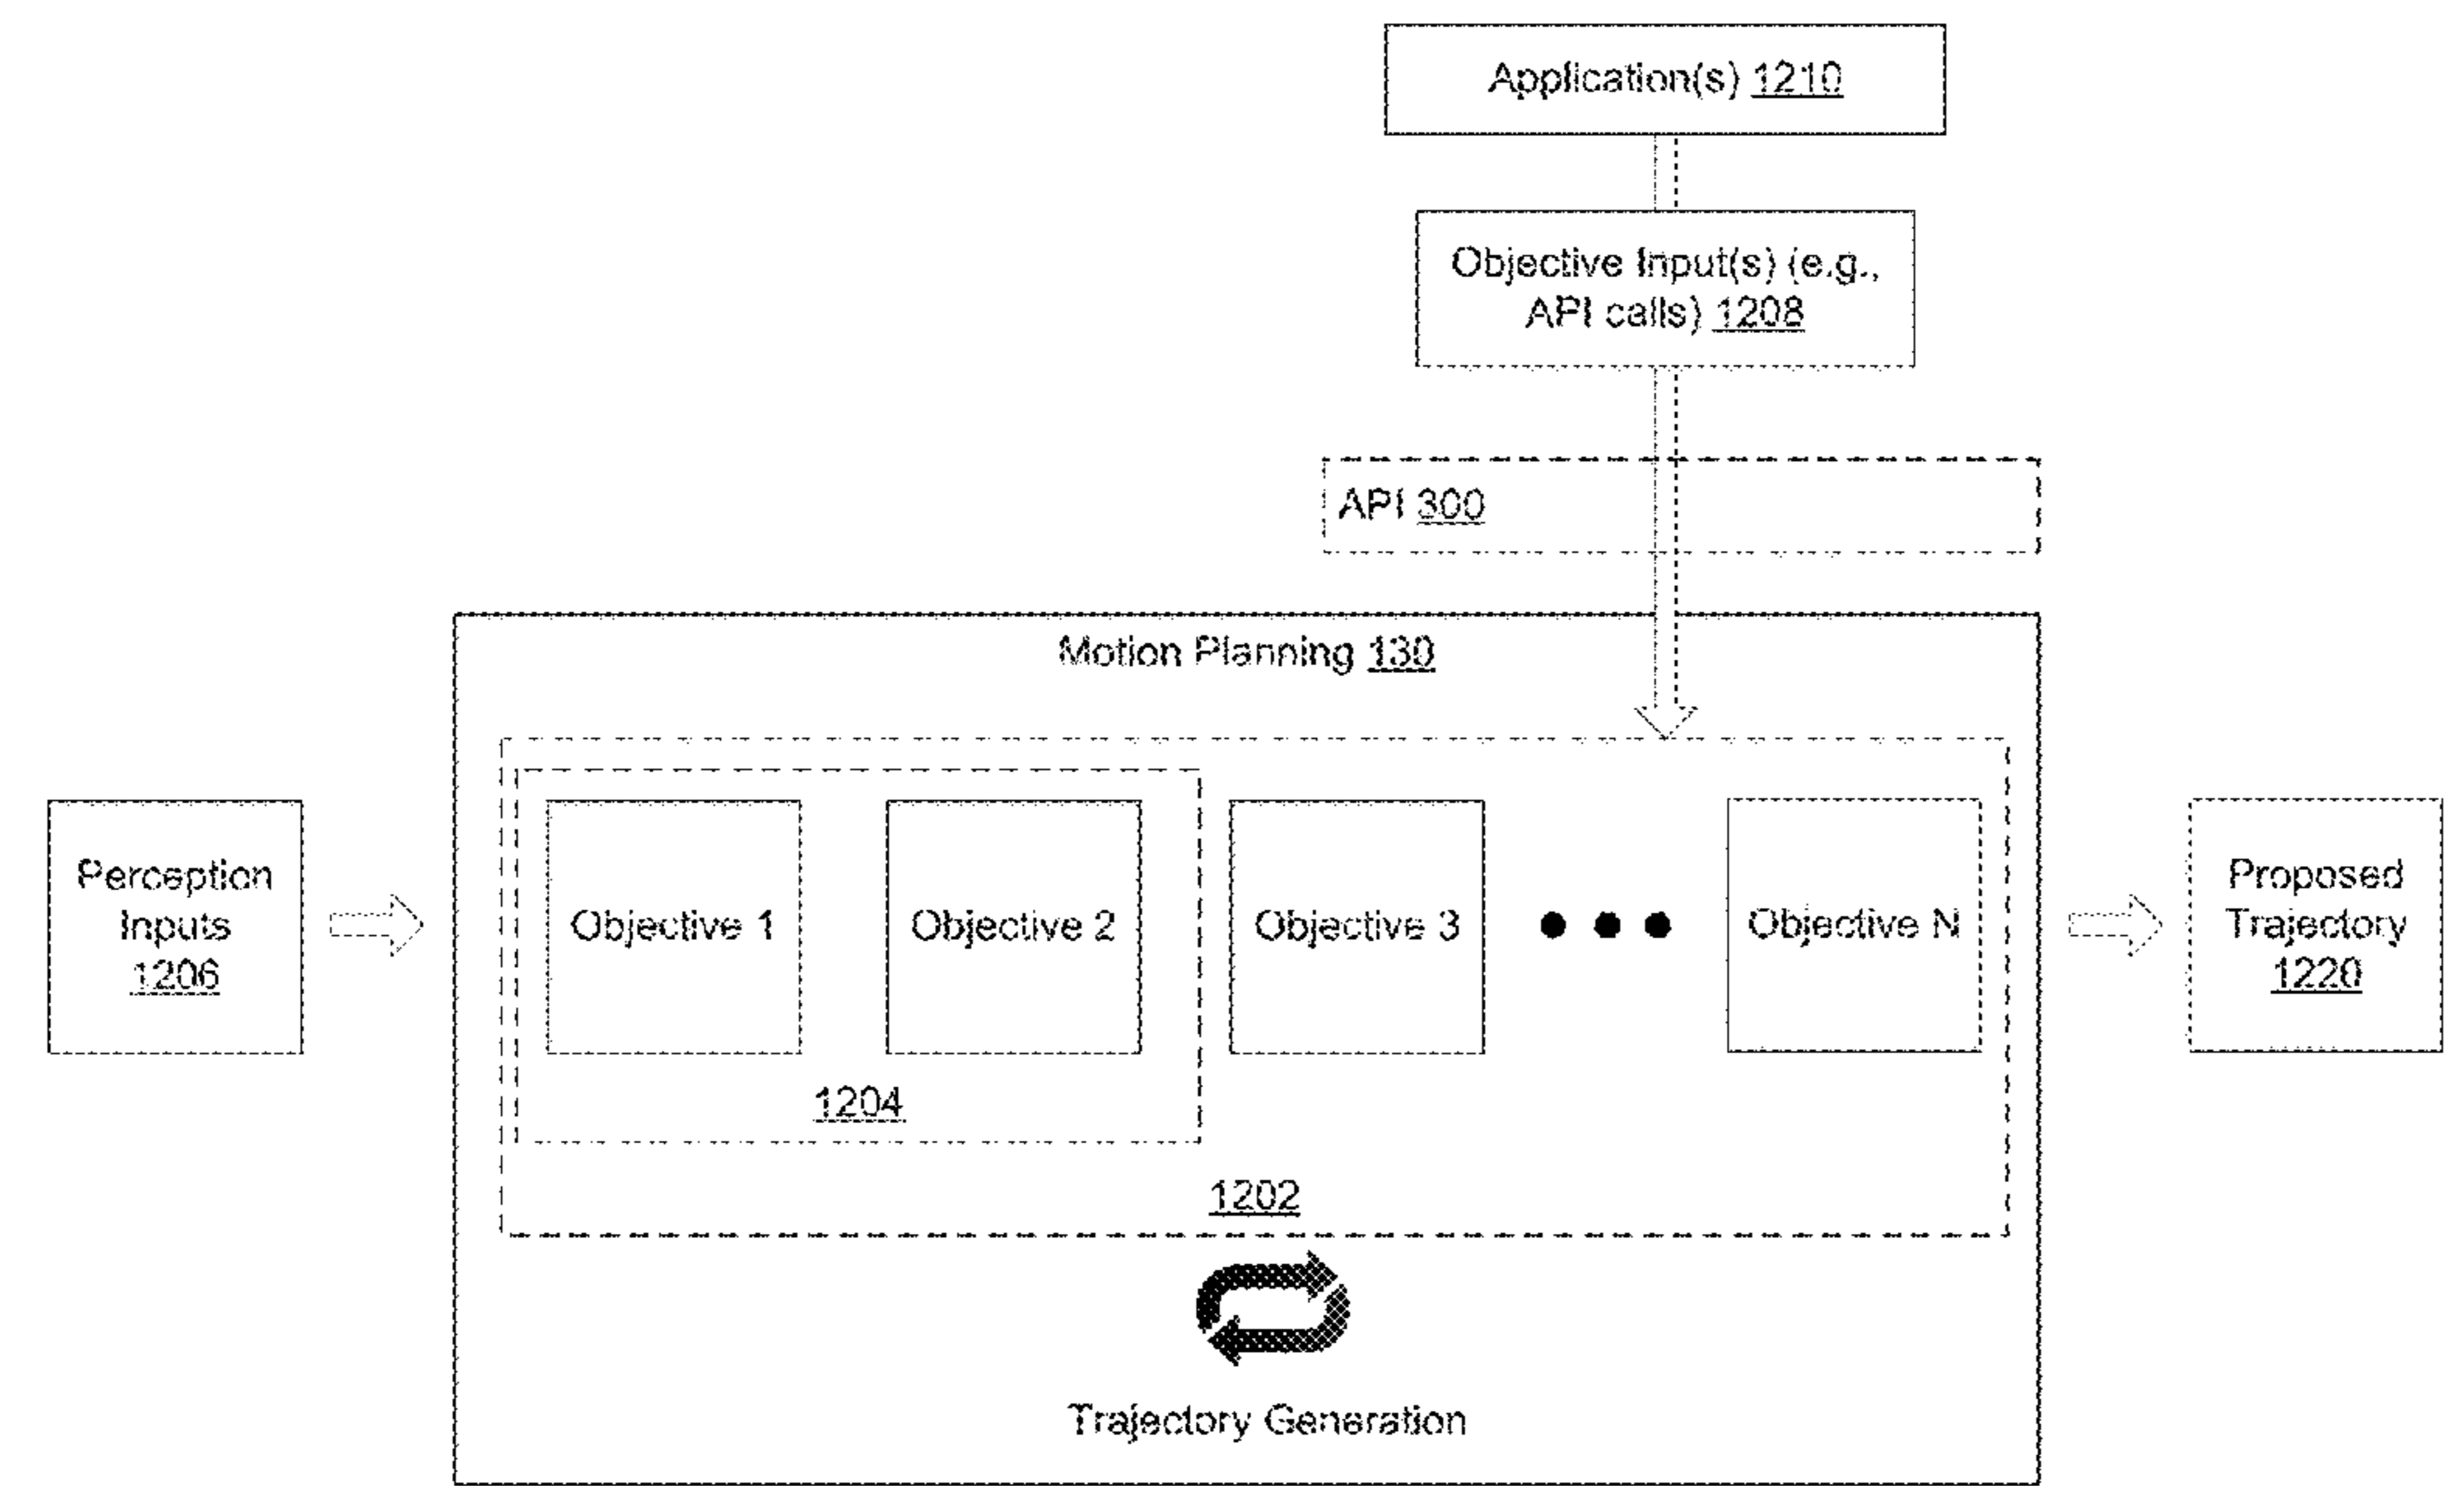 Application(s) 1210
Objective Input(s) (e.g.,
API calls) 1208
API 300
Motion Planning 130
Perception
Inputs
1206
Objective 1
Objective 2
Objective 3
Objective N
Proposed
Trajectory
1220
1204
1202
Trajectory Generation